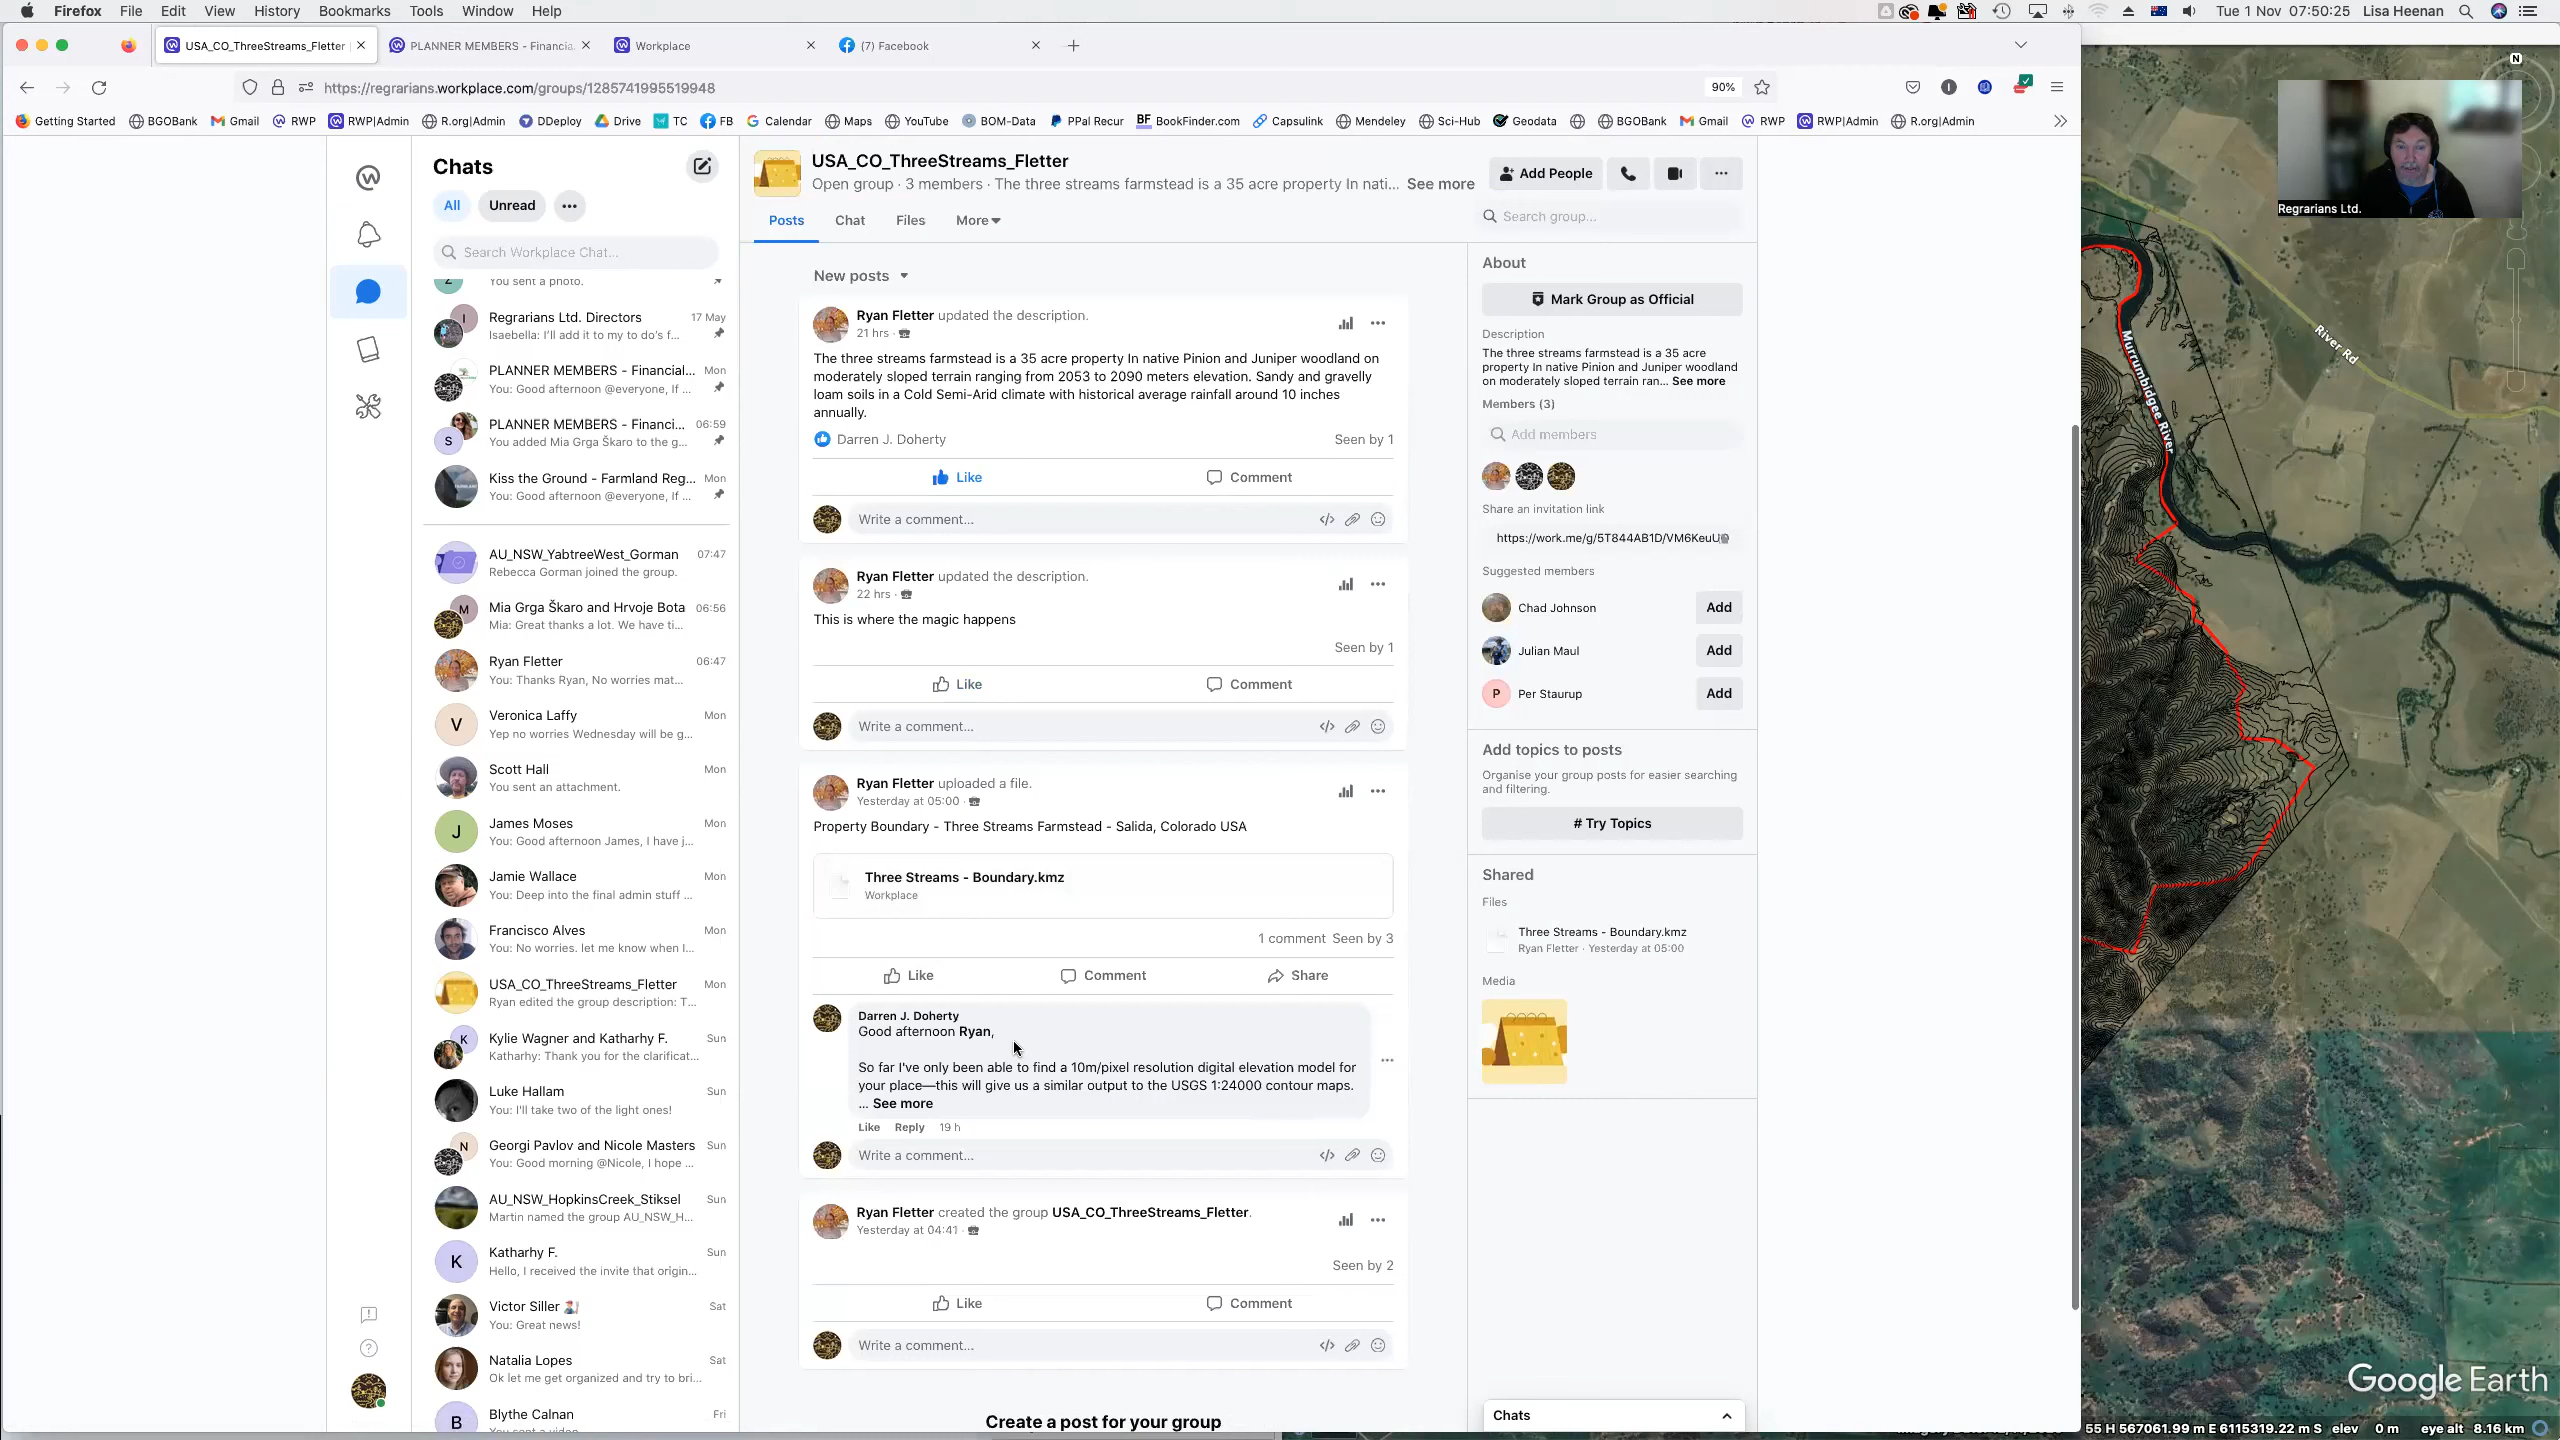 Firefox File Edit View History Bookmarks Tools Window Help
Tue 1 Nov 07:50:25 Lisa Heenan
USA_CO_ThreeStreams_Fletter
PLANNER MEMBERS - Financia
Workplace
(7) Facebook
https://regrarians.workplace.com/groups/1285741995519948
90%
Getting Started BGOBank Gmail RWP RWP|Admin R.org|Admin DDeploy Drive TC FB Calendar Maps YouTube BOM-Data PPal Recur BF BookFinder.com Capsulink Mendeley Sci-Hub Geodata BGOBank Gmail RWP RWP|Admin R.org|Admin
Chats
All Unread
Search Workplace Chat...
You sent a photo.
Regrarians Ltd. Directors 17 May
Isaebella: I'll add it to my to do's f...
PLANNER MEMBERS - Financial... Mon
You: Good afternoon @everyone, If ...
PLANNER MEMBERS - Financi... 06:59
S You added Mia Grga Škaro to the g...
Kiss the Ground - Farmland Reg... Mon
You: Good afternoon @everyone, If ...
AU_NSW_YabtreeWest_Gorman 07:47
Rebecca Gorman joined the group.
M Mia Grga Škaro and Hrvoje Bota 06:56
Mia: Great thanks a lot. We have ti...
Ryan Fletter 06:47
You: Thanks Ryan, No worries mat...
V Veronica Laffy Mon
Yep no worries Wednesday will be g...
Scott Hall Mon
You sent an attachment.
J James Moses Mon
You: Good afternoon James, I have j...
Jamie Wallace Mon
You: Deep into the final admin stuff ...
Francisco Alves Mon
You: No worries. let me know when I...
USA_CO_ThreeStreams_Fletter Mon
Ryan edited the group description: T...
K Kylie Wagner and Katharhy F. Sun
Katharhy: Thank you for the clarificat...
Luke Hallam Sun
You: I'll take two of the light ones!
N Georgi Pavlov and Nicole Masters Sun
You: Good morning @Nicole, I hope ...
AU_NSW_HopkinsCreek_Stiksel Sun
Martin named the group AU_NSW_H...
K Katharhy F. Sun
Hello, I received the invite that origin...
Victor Siller Sat
You: Great news!
Natalia Lopes Sat
Ok let me get organized and try to bri...
B Blythe Calnan Fri
You sent a video.
USA_CO_ThreeStreams_Fletter
Open group · 3 members · The three streams farmstead is a 35 acre property In nati... See more
Add People
Posts Chat Files More
Search group...
New posts
Ryan Fletter updated the description.
21 hrs ·
The three streams farmstead is a 35 acre property In native Pinion and Juniper woodland on
moderately sloped terrain ranging from 2053 to 2090 meters elevation. Sandy and gravelly
loam soils in a Cold Semi-Arid climate with historical average rainfall around 10 inches
annually.
Darren J. Doherty Seen by 1
Like Comment
Write a comment...
Ryan Fletter updated the description.
22 hrs ·
This is where the magic happens
Seen by 1
Like Comment
Write a comment...
Ryan Fletter uploaded a file.
Yesterday at 05:00 ·
Property Boundary - Three Streams Farmstead - Salida, Colorado USA
Three Streams - Boundary.kmz
Workplace
1 comment Seen by 3
Like Comment Share
Darren J. Doherty
Good afternoon Ryan,
So far I've only been able to find a 10m/pixel resolution digital elevation model for
your place—this will give us a similar output to the USGS 1:24000 contour maps.
... See more
Like Reply 19 h
Write a comment...
Ryan Fletter created the group USA_CO_ThreeStreams_Fletter.
Yesterday at 04:41 ·
Seen by 2
Like Comment
Write a comment...
Create a post for your group
About
Mark Group as Official
Description
The three streams farmstead is a 35 acre
property In native Pinion and Juniper woodland
on moderately sloped terrain ran... See more
Members (3)
Add members
Share an invitation link
https://work.me/g/5T844AB1D/VM6KeuU
Suggested members
Chad Johnson Add
Julian Maul Add
P Per Staurup Add
Add topics to posts
Organise your group posts for easier searching
and filtering.
# Try Topics
Shared
Files
Three Streams - Boundary.kmz
Ryan Fletter · Yesterday at 05:00
Media
Chats
N
Regrarians Ltd.
River Rd
Murrumbidgee River
Google Earth
55 H 567061.99 m E 6115319.22 m S elev 0 m eye alt 8.16 km